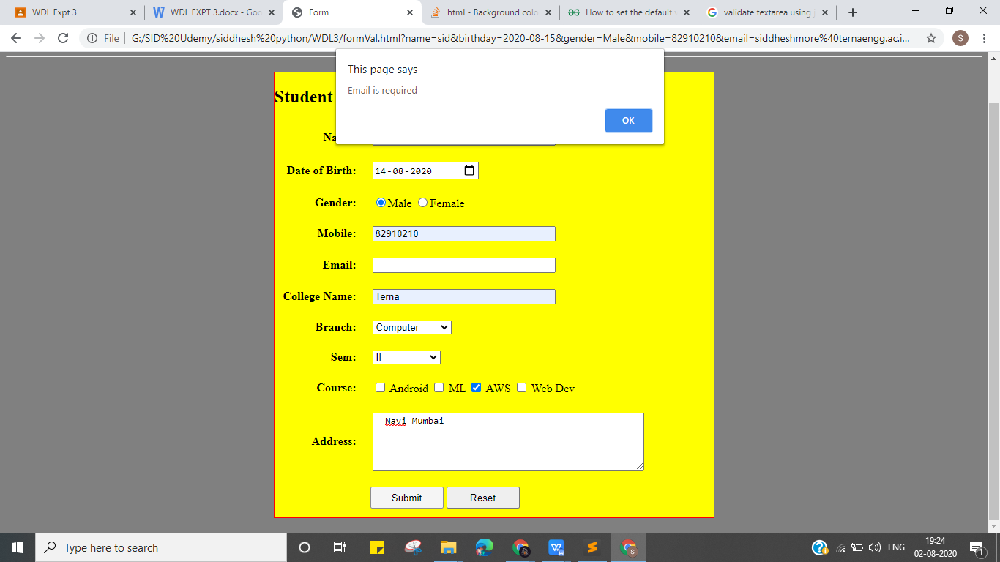 WDL Expt 3
WDL EXPT 3.docx - Goo
Form
html - Background colo
How to set the default v
validate textarea using j
File
G:/SID%20Udemy/siddhesh%20python/WDL3/formVal.html?name=sid&birthday=2020-08-15&gender=Male&mobile=82910210&email=siddheshmore%40ternaengg.ac.i...
S
This page says
Email is required
OK
Student
Na
Date of Birth: 14-08-2020
Gender: Male Female
Mobile: 82910210
Email:
College Name: Terna
Branch: Computer
Sem: II
Course: Android ML AWS Web Dev
Address: Navi Mumbai
Submit Reset
Type here to search
ENG
19:24
02-08-2020
1